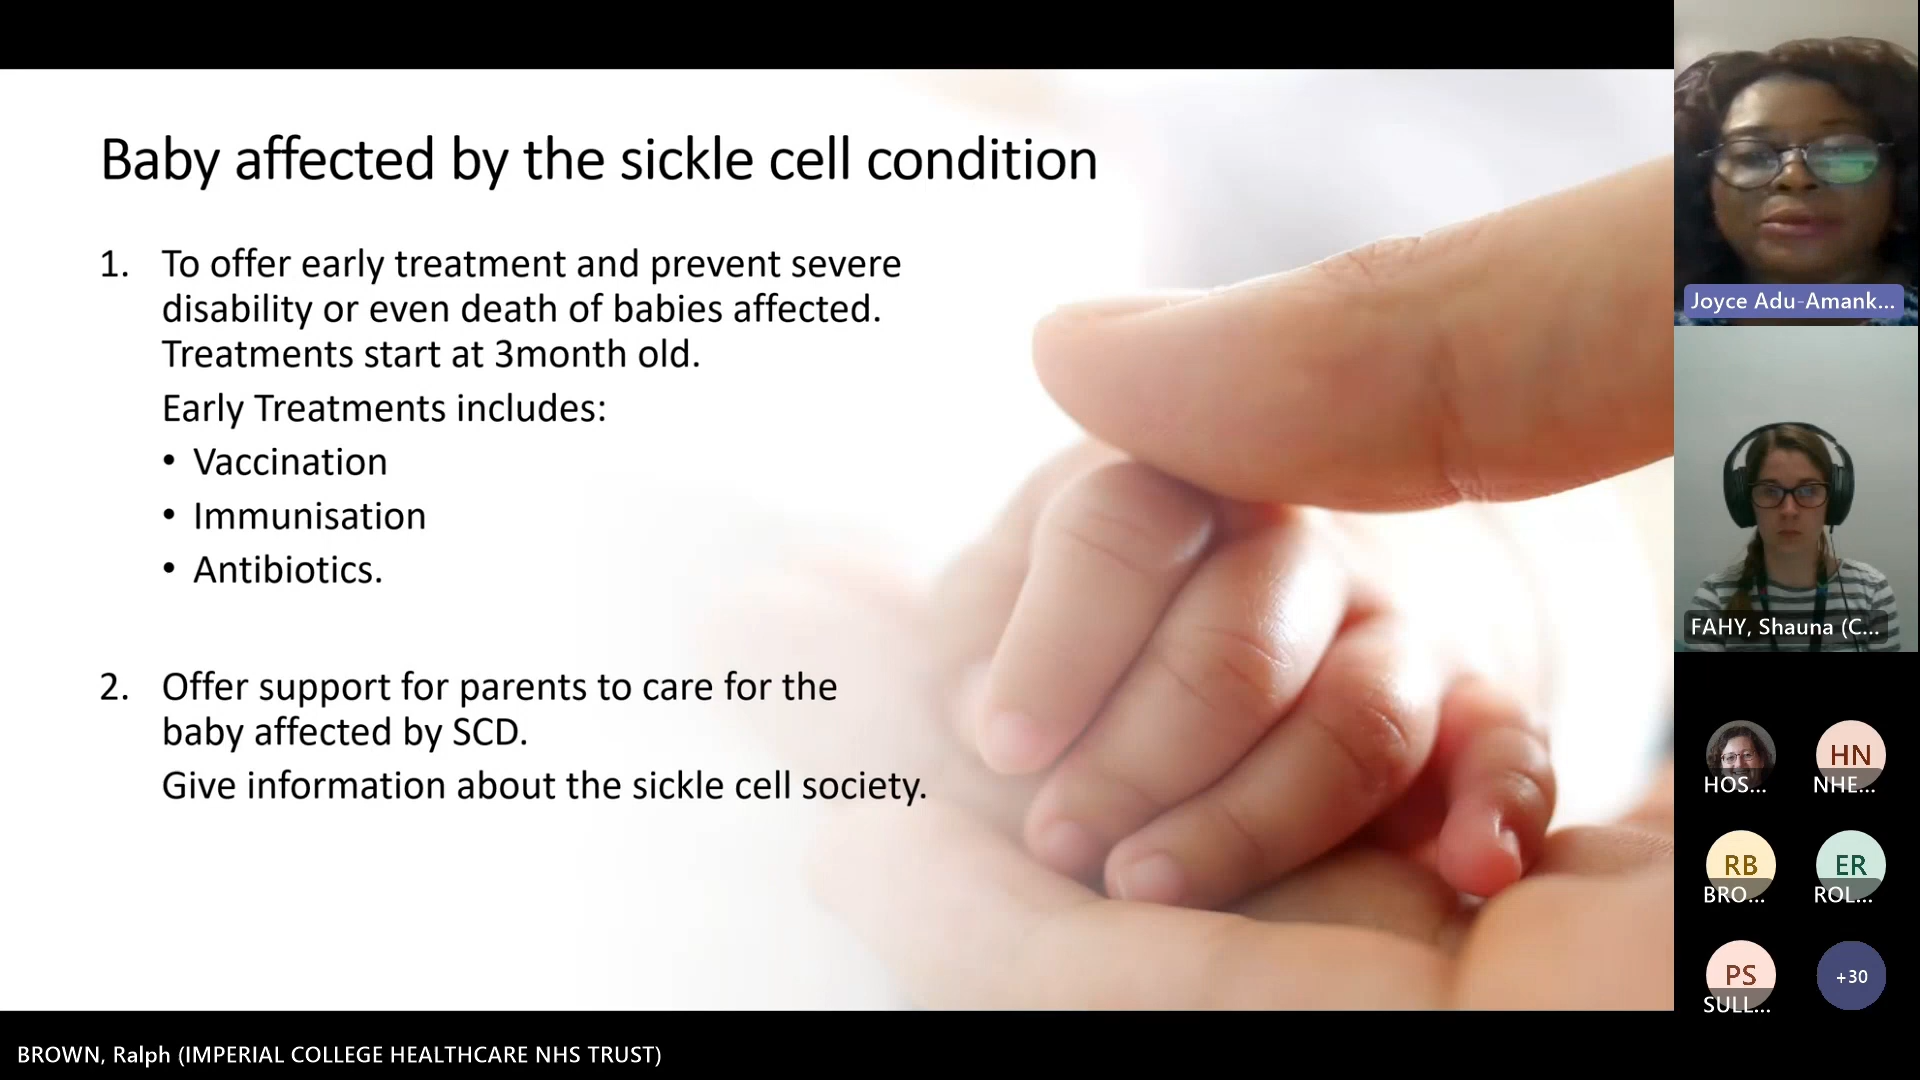 Baby affected by the sickle cell condition
1. To offer early treatment and prevent severe
disability or even death of babies affected.
Treatments start at 3month old.
Early Treatments includes:
• Vaccination
• Immunisation
• Antibiotics.
2. Offer support for parents to care for the
baby affected by SCD.
Give information about the sickle cell society.
Joyce Adu-Amank...
FAHY, Shauna (C...
HOS...
HN
NHE...
RB
BRO...
ER
ROL...
PS
SULL...
+30
BROWN, Ralph (IMPERIAL COLLEGE HEALTHCARE NHS TRUST)